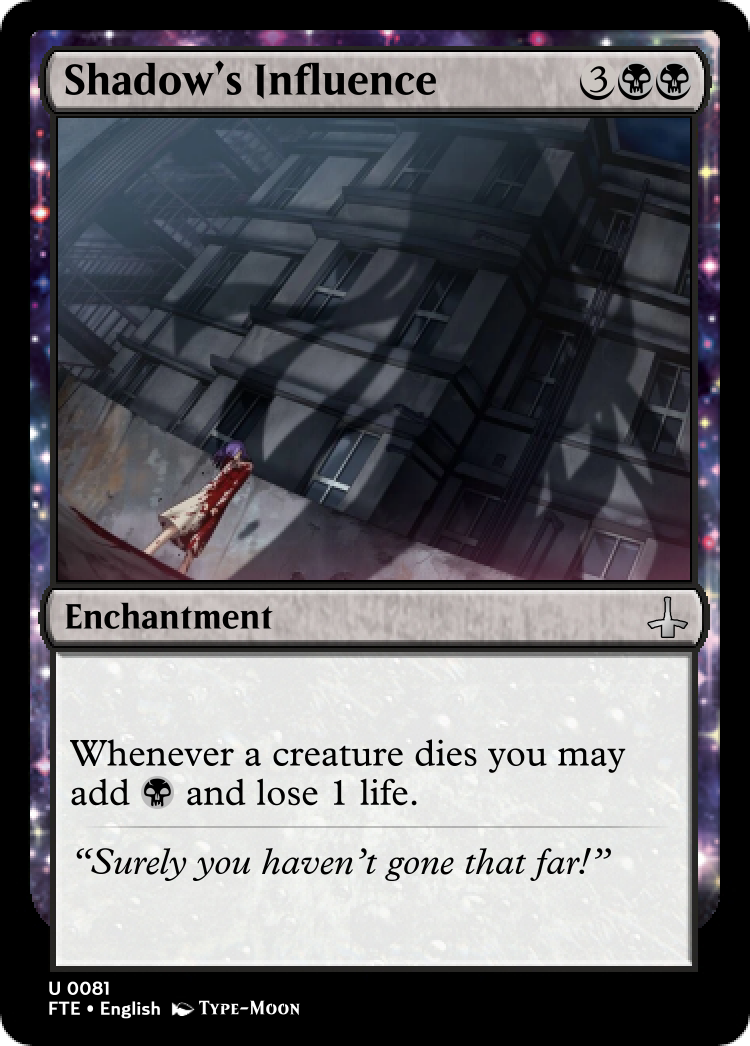 Shadow's Influence 3
Enchantment
Whenever a creature dies you may
add and lose 1 life.
“Surely you haven’t gone that far!”
U 0081
FTE • English Type-Moon